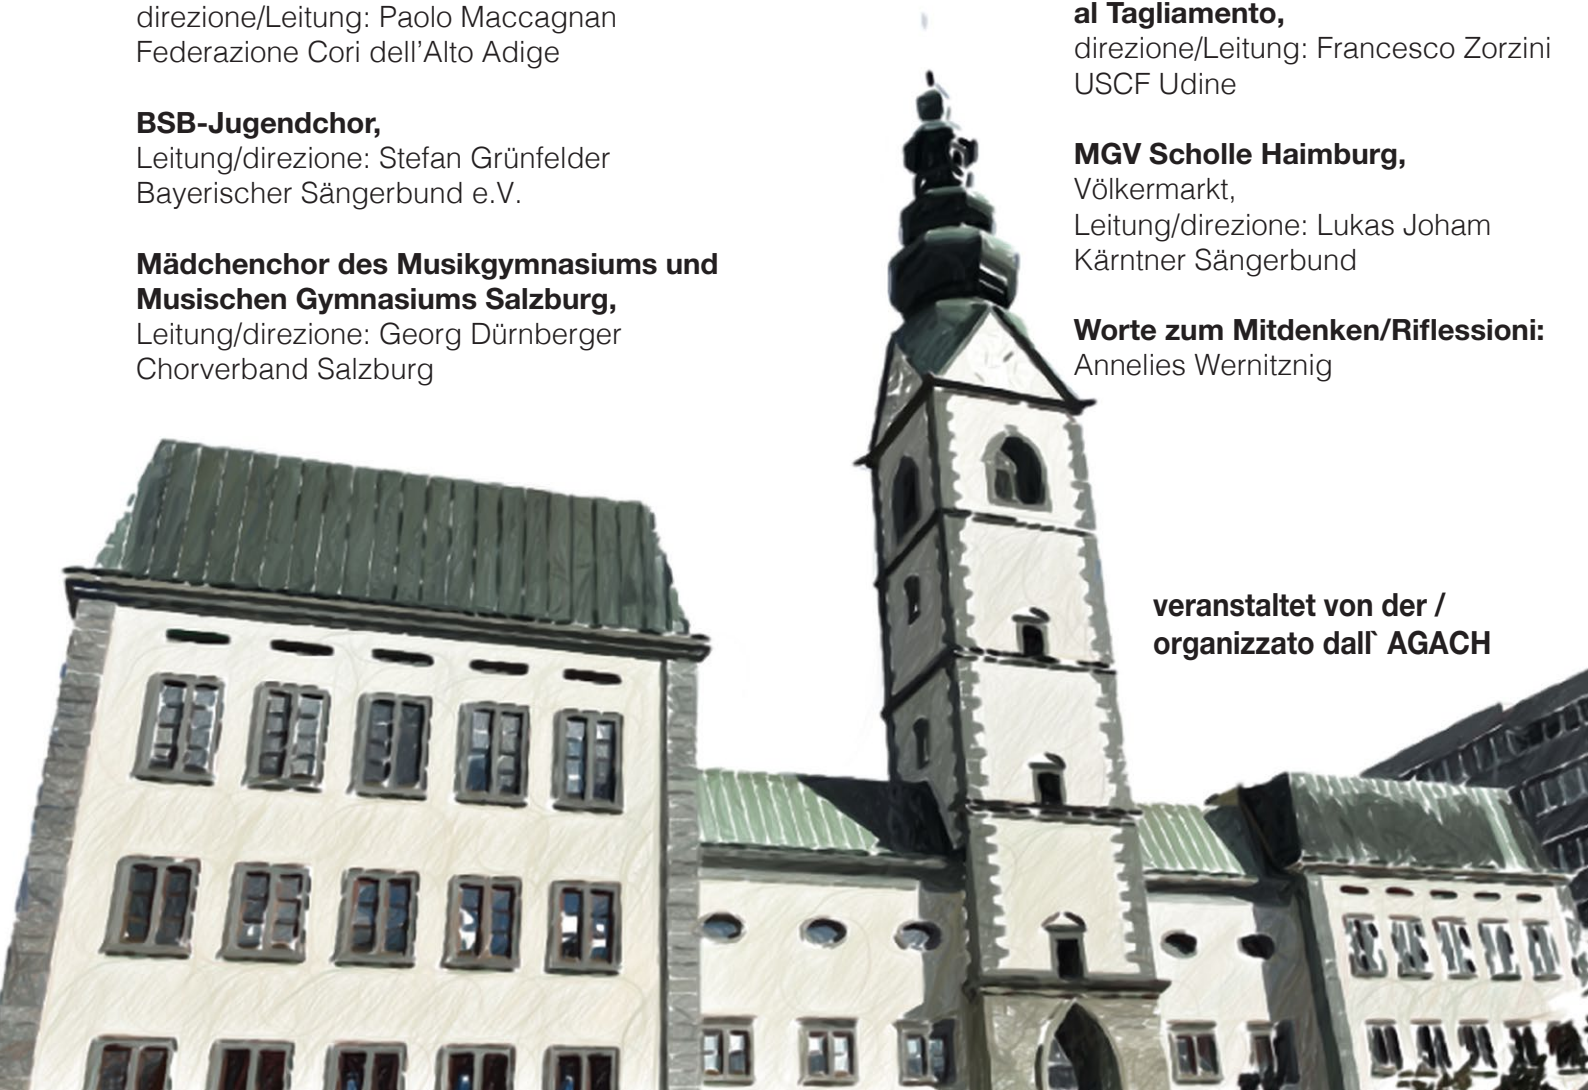 direzione/Leitung: Paolo Maccagnan
Federazione Cori dell'Alto Adige
BSB-Jugendchor,
Leitung/direzione: Stefan Grünfelder
Bayerischer Sängerbund e.V.
Mädchenchor des Musikgymnasiums und
Musischen Gymnasiums Salzburg,
Leitung/direzione: Georg Dürnberger
Chorverband Salzburg
al Tagliamento,
direzione/Leitung: Francesco Zorzini
USCF Udine
MGV Scholle Haimburg,
Völkermarkt,
Leitung/direzione: Lukas Joham
Kärntner Sängerbund
Worte zum Mitdenken/Riflessioni:
Annelies Wernitznig
veranstaltet von der /
organizzato dall` AGACH